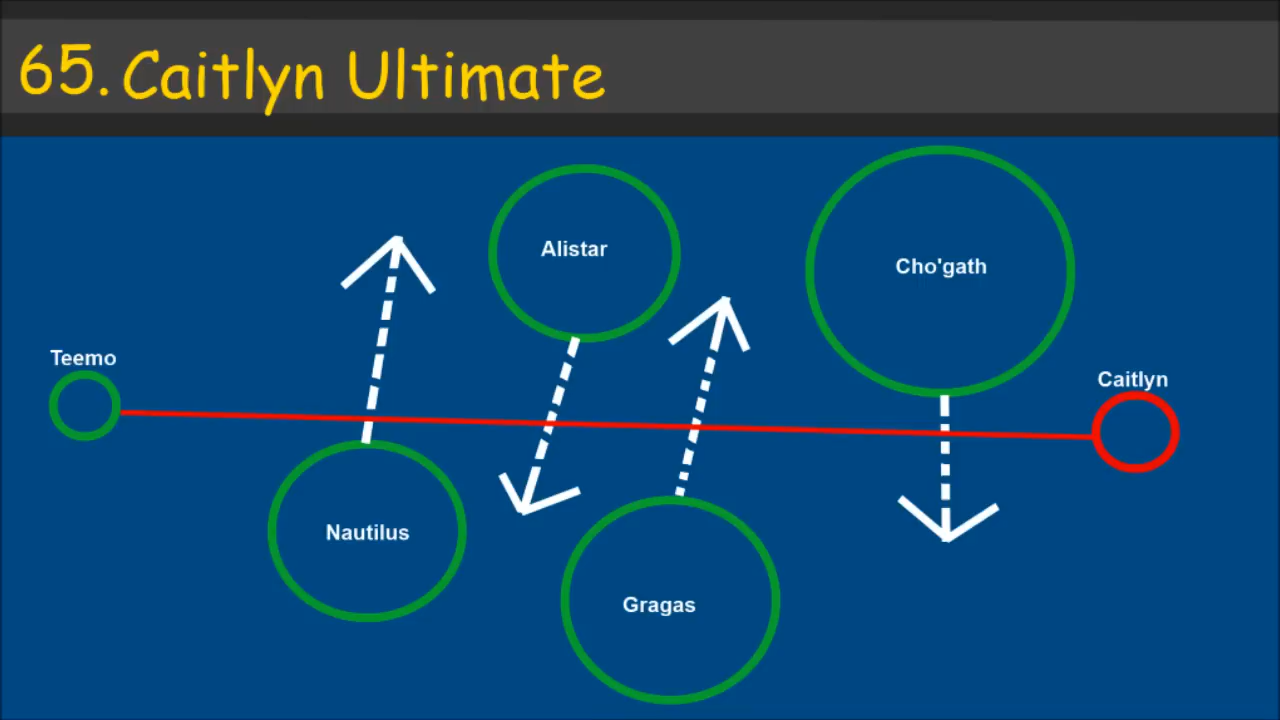 65. Caitlyn Ultimate
Alistar
Cho'gath
Teemo
Caitlyn
Nautilus
Gragas